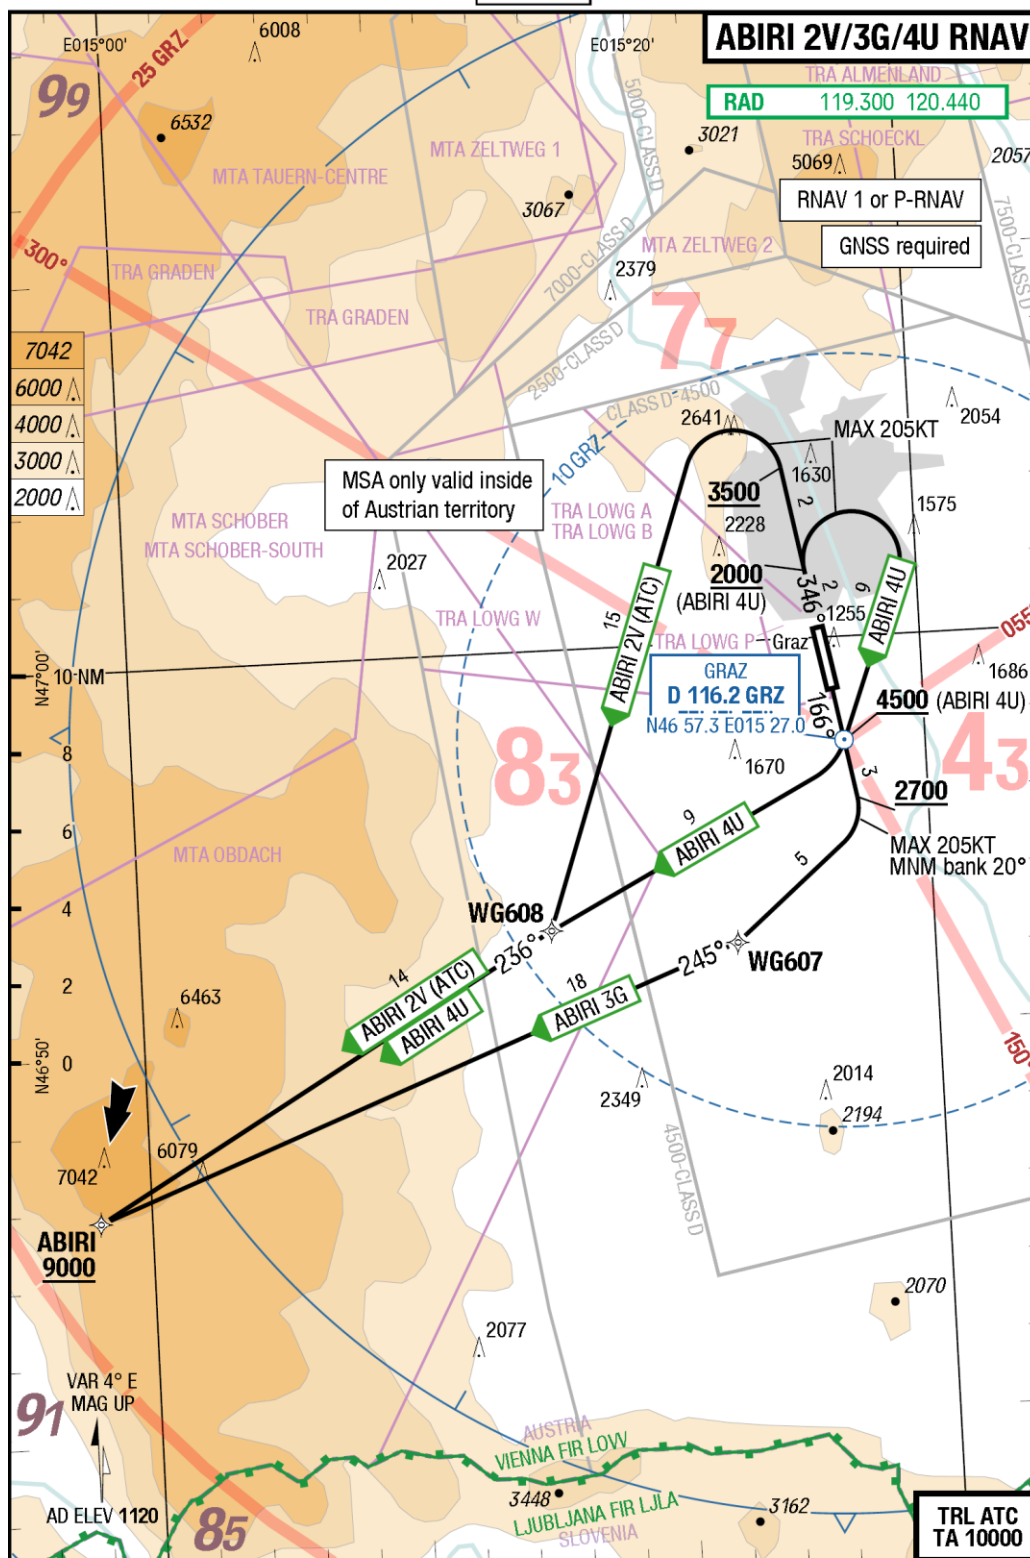 ABIRI 2V/3G/4U RNAV
E015°00'
6008
E015°20'
25 GRZ
TRA ALMENLAND
RAD 119.300 120.440
99
5000-CLASS D
6532
3021
TRA SCHOECKL
MTA ZELTWEG 1
5069
2057
MTA TAUERN-CENTRE
RNAV 1 or P-RNAV
3067
7500-CLASS D
300°
MTA ZELTWEG 2
GNSS required
TRA GRADEN
7000-CLASS D
2379
TRA GRADEN
77
7042
2500-CLASS D
6000
CLASS D-4500
2054
4000
2641
MAX 205KT
3000
10 GRZ
1630
MSA only valid inside
of Austrian territory
3500
2
2000
TRA LOWG A
TRA LOWG B
1575
MTA SCHOBER
2228
MTA SCHOBER-SOUTH
2027
2000
(ABIRI 4U)
2
6
ABIRI 4U
346°
15
ABIRI 2V (ATC)
TRA LOWG W
1255
055°
TRA LOWG P
Graz
N47°00'
10 NM
GRAZ
D 116.2 GRZ
N46 57.3 E015 27.0
1686
166°
4500 (ABIRI 4U)
8
83
1670
43
3
2700
6
9
ABIRI 4U
MAX 205KT
MNM bank 20°
MTA OBDACH
5
4
WG608
236°
245°
WG607
2
14
ABIRI 2V (ATC)
ABIRI 4U
18
ABIRI 3G
6463
0
N46°50'
150°
2349
2014
2194
7042
6079
4500-CLASS D
ABIRI
9000
2070
2077
VAR 4° E
MAG UP
91
AUSTRIA
VIENNA FIR LOVV
AD ELEV 1120
85
3448
LJUBLJANA FIR LJLA
SLOVENIA
3162
TRL ATC
TA 10000